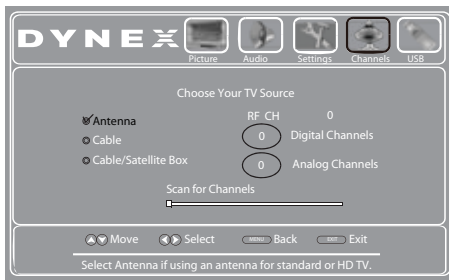 DYNEX
Picture Audio Settings Channels USB
Choose Your TV Source
Antenna
Cable
Cable/Satellite Box
RF CH 0
0 Digital Channels
0 Analog Channels
Scan for Channels
Move Select MENU Back EXIT Exit
Select Antenna if using an antenna for standard or HD TV.